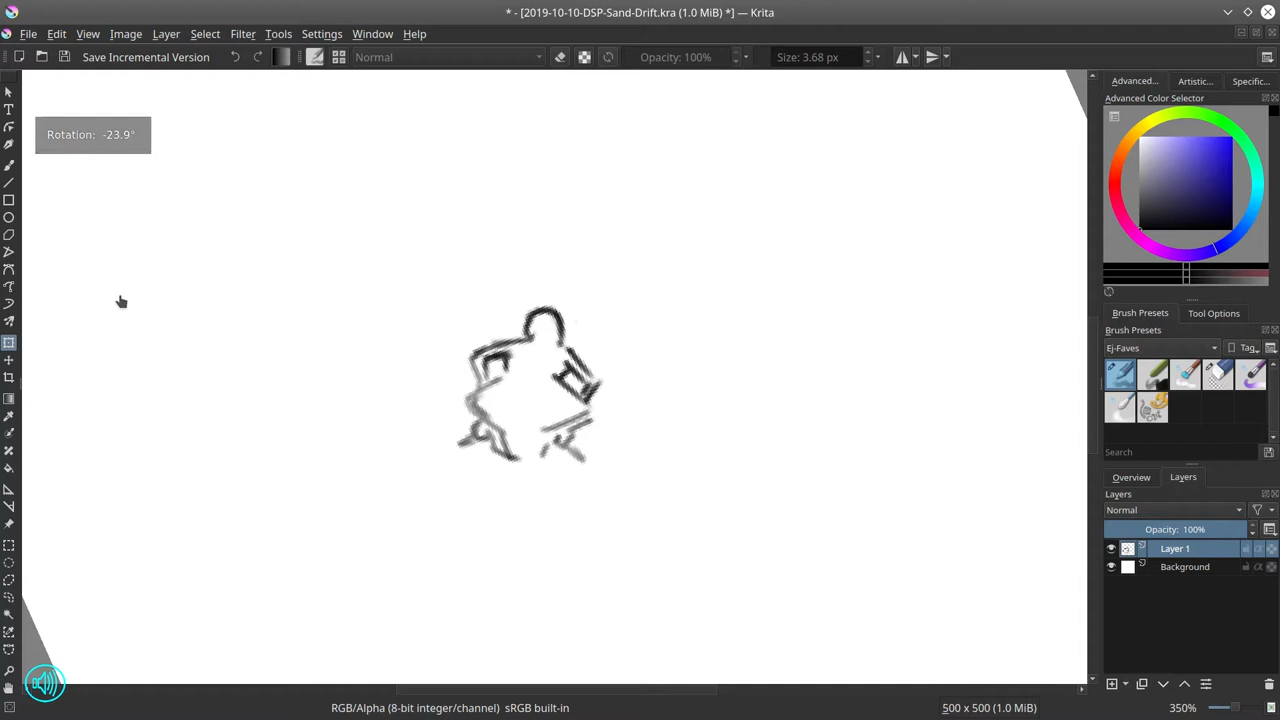 * - [2019-10-10-DSP-Sand-Drift.kra (1.0 MiB) *] — Krita
File Edit View Image Layer Select Filter Tools Settings Window Help
Save Incremental Version Normal Opacity: 100% Size: 3.68 px
Advanced... Artistic... Specific...
Advanced Color Selector
Rotation: -23.9°
Brush Presets Tool Options
Brush Presets
Ej-Faves Tag
Search
Overview Layers
Layers
Normal
Opacity: 100%
Layer 1
Background
RGB/Alpha (8-bit integer/channel) sRGB built-in 500 x 500 (1.0 MiB) 350%